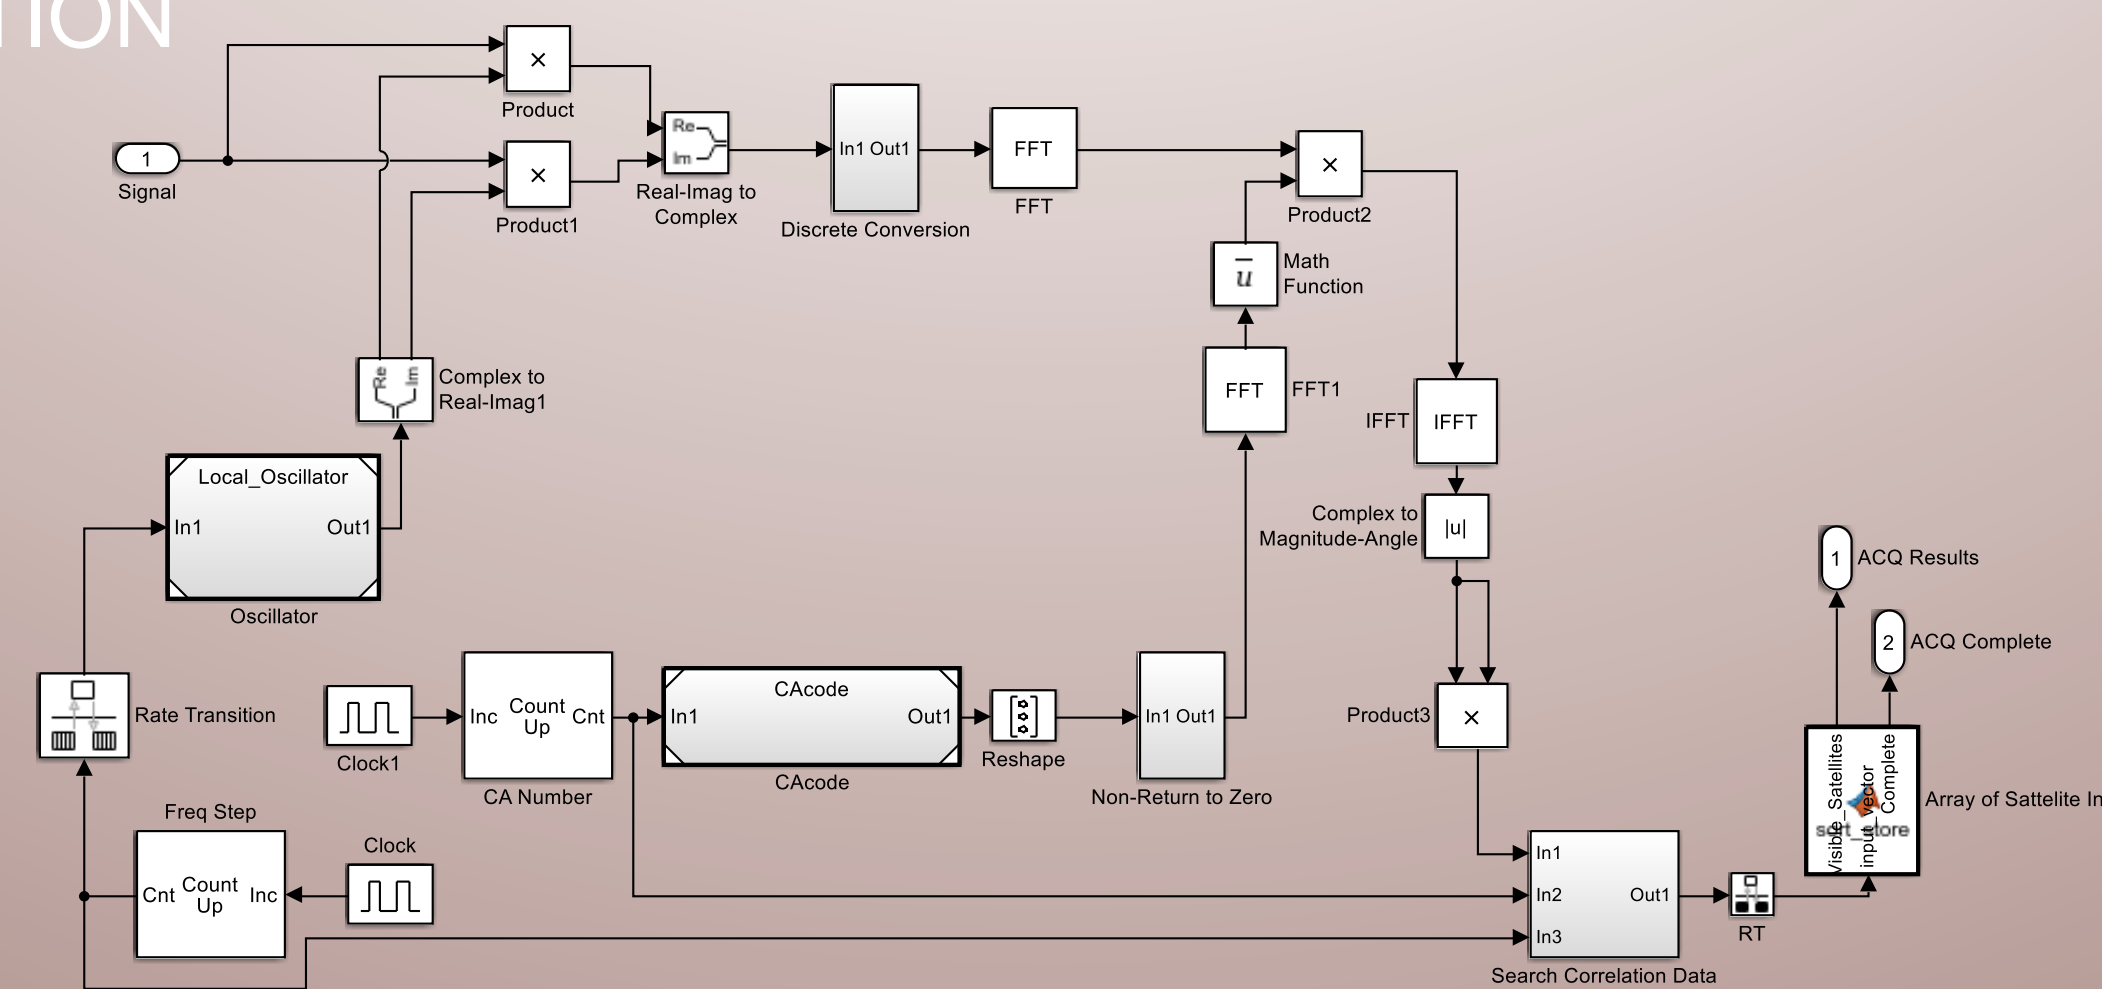 TION
×
Product
1
Signal
×
Product1
Re
Im
Real-Imag to
Complex
In1 Out1
Discrete Conversion
FFT
FFT
×
Product2
u
Math
Function
Re
Im
Complex to
Real-Imag1
FFT
FFT1
IFFT
IFFT
Local_Oscillator
In1
Out1
Oscillator
Complex to
Magnitude-Angle
|u|
1
ACQ Results
2
ACQ Complete
Rate Transition
Clock1
Inc
Count
Up
Cnt
CA Number
CAcode
In1
Out1
CAcode
Reshape
In1 Out1
Non-Return to Zero
Product3
×
Freq Step
Cnt
Count
Up
Inc
Clock
In1
In2
In3
Out1
Search Correlation Data
RT
Visible_Satellites
input_vector
Complete
sort_store
Array of Sattelite In